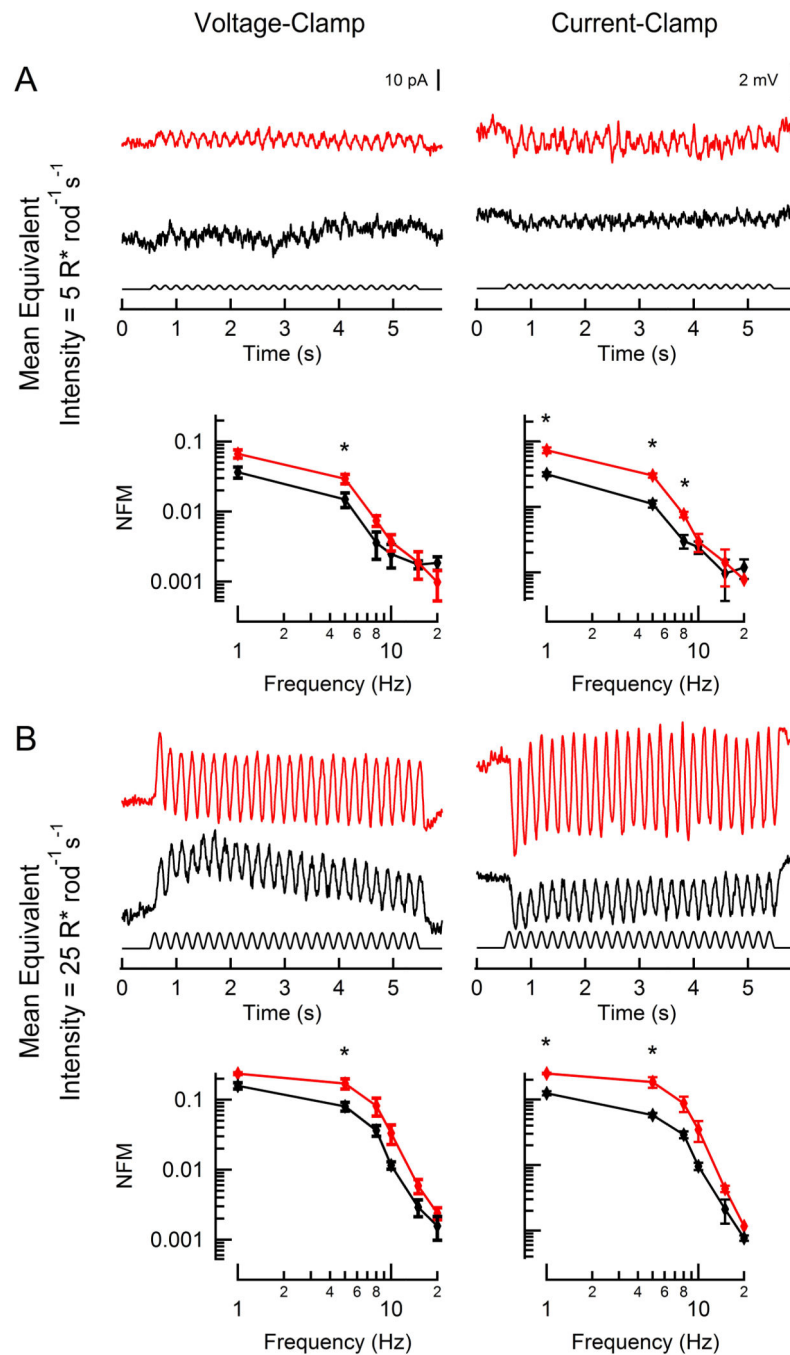 Voltage-Clamp Current-Clamp
A
10 pA 2 mV
Mean Equivalent
Intensity = 5 R* rod⁻¹ s⁻¹
0 1 2 3 4 5 0 1 2 3 4 5
Time (s) Time (s)
* * * *
NFM
0.1
0.01
0.001
2 4 6 8 2 2 4 6 8 2
1 10 1 10
Frequency (Hz) Frequency (Hz)
B
Mean Equivalent
Intensity = 25 R* rod⁻¹ s⁻¹
0 1 2 3 4 5 0 1 2 3 4 5
Time (s) Time (s)
* * *
NFM
0.1
0.01
0.001
2 4 6 8 2 2 4 6 8 2
1 10 1 10
Frequency (Hz) Frequency (Hz)